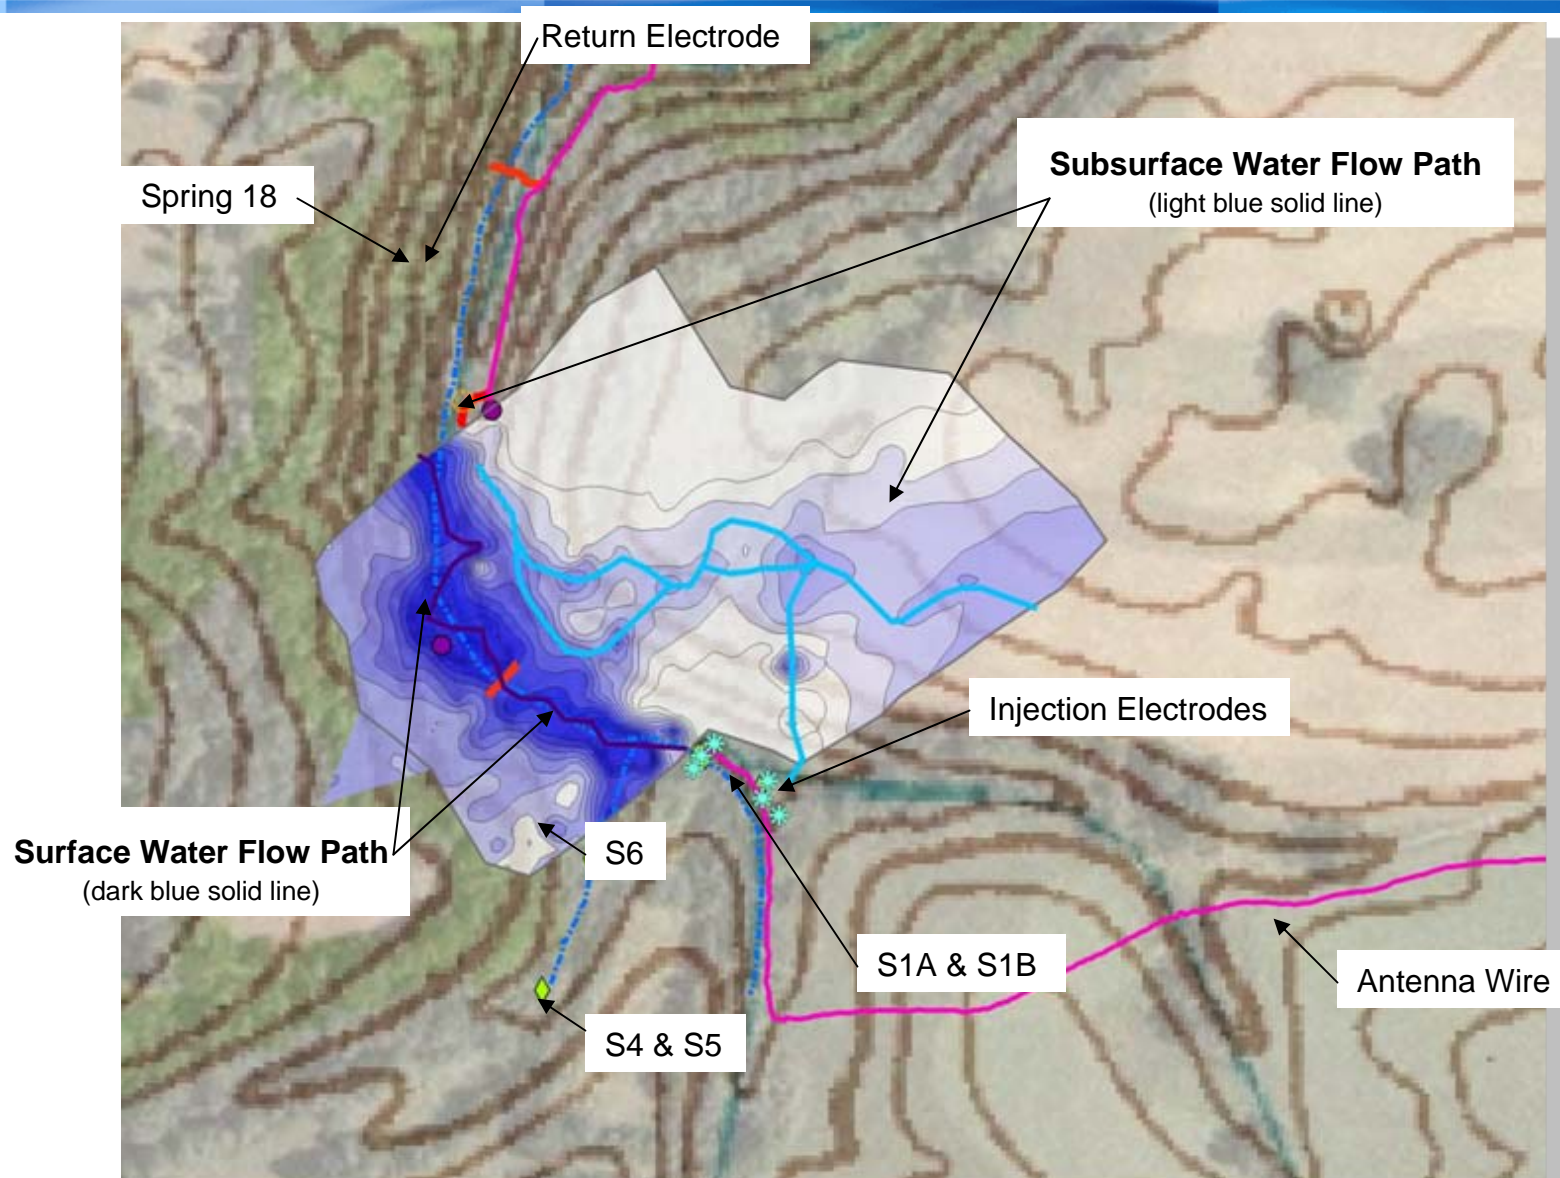 Return Electrode
Subsurface Water Flow Path
(light blue solid line)
Spring 18
Injection Electrodes
Surface Water Flow Path
(dark blue solid line)
S6
S1A & S1B
Antenna Wire
S4 & S5